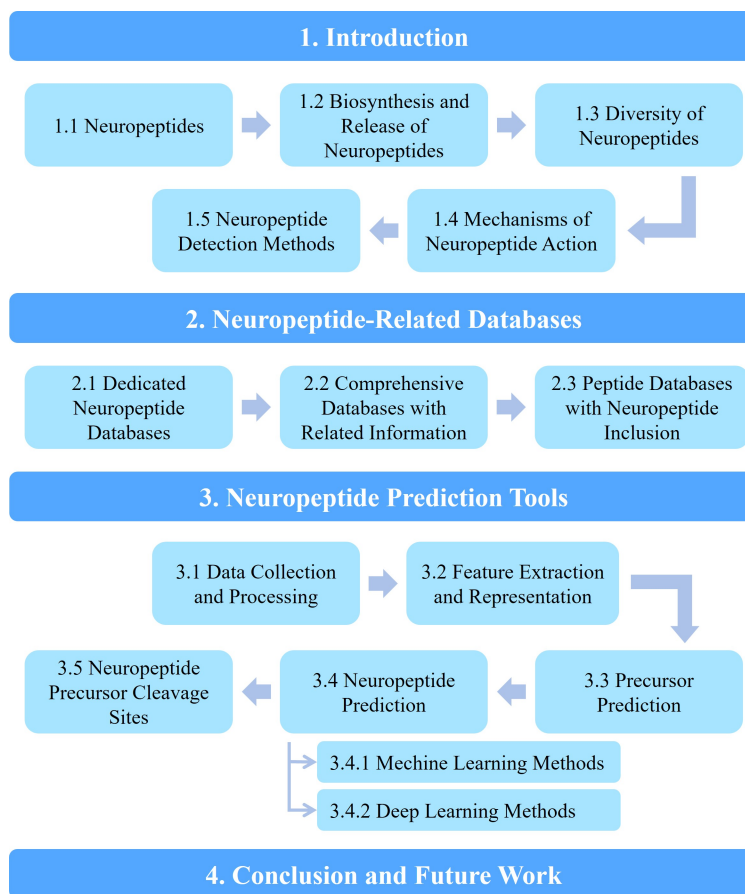 1. Introduction
1.1 Neuropeptides
1.2 Biosynthesis and
Release of
Neuropeptides
1.3 Diversity of
Neuropeptides
1.4 Mechanisms of
Neuropeptide Action
1.5 Neuropeptide
Detection Methods
2. Neuropeptide-Related Databases
2.1 Dedicated
Neuropeptide
Databases
2.2 Comprehensive
Databases with
Related Information
2.3 Peptide Databases
with Neuropeptide
Inclusion
3. Neuropeptide Prediction Tools
3.1 Data Collection
and Processing
3.2 Feature Extraction
and Representation
3.3 Precursor
Prediction
3.4 Neuropeptide
Prediction
3.4.1 Mechine Learning Methods
3.4.2 Deep Learning Methods
3.5 Neuropeptide
Precursor Cleavage
Sites
4. Conclusion and Future Work